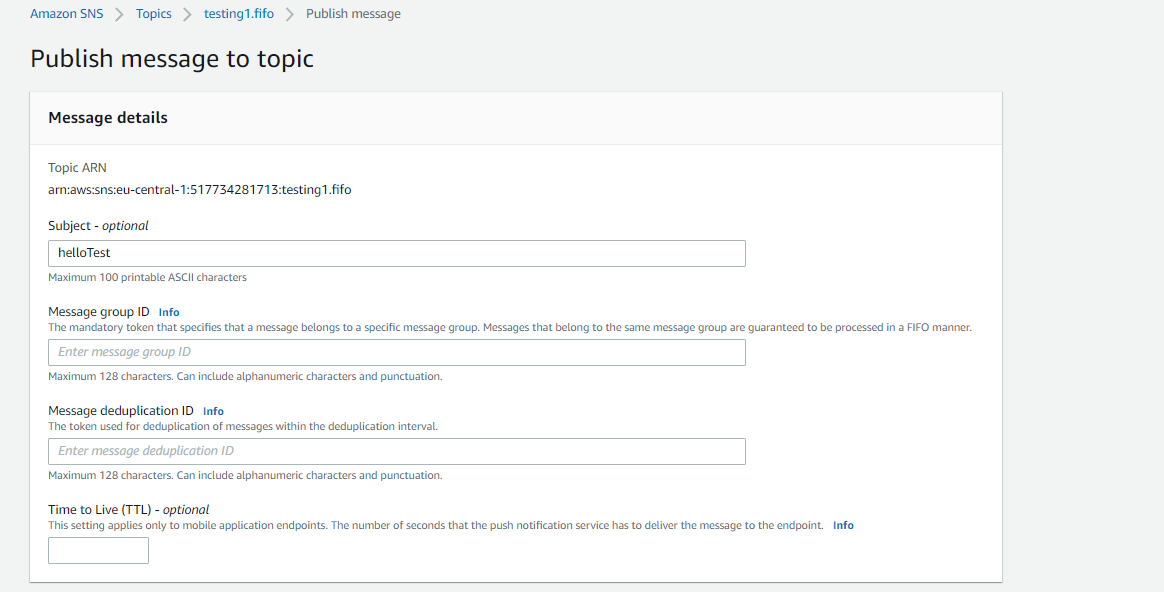 Amazon SNS > Topics > testing1.fifo > Publish message
Publish message to topic
Message details
Topic ARN
arn:aws:sns:eu-central-1:517734281713:testing1.fifo
Subject - optional
helloTest
Maximum 100 printable ASCII characters
Message group ID Info
The mandatory token that specifies that a message belongs to a specific message group. Messages that belong to the same message group are guaranteed to be processed in a FIFO manner.
Enter message group ID
Maximum 128 characters. Can include alphanumeric characters and punctuation.
Message deduplication ID Info
The token used for deduplication of messages within the deduplication interval.
Enter message deduplication ID
Maximum 128 characters. Can include alphanumeric characters and punctuation.
Time to Live (TTL) - optional
This setting applies only to mobile application endpoints. The number of seconds that the push notification service has to deliver the message to the endpoint. Info